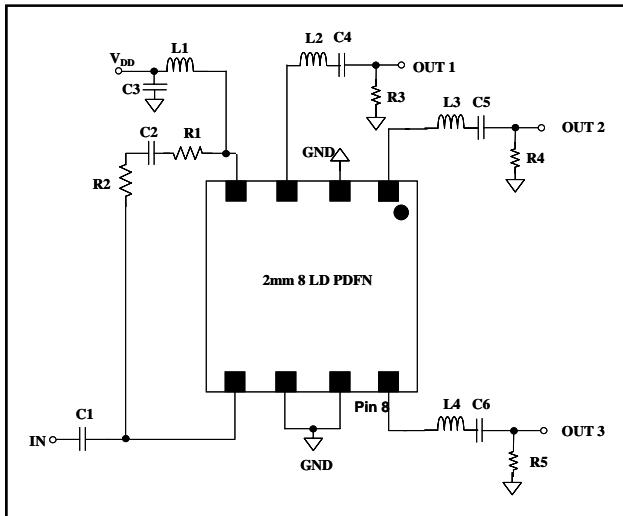 L1
L2 C4
V_DD
OUT 1
C3
R3
L3 C5
C2 R1
OUT 2
GND
R4
R2
2mm 8 LD PDFN
Pin 8
L4 C6
C1
IN
OUT 3
GND
R5